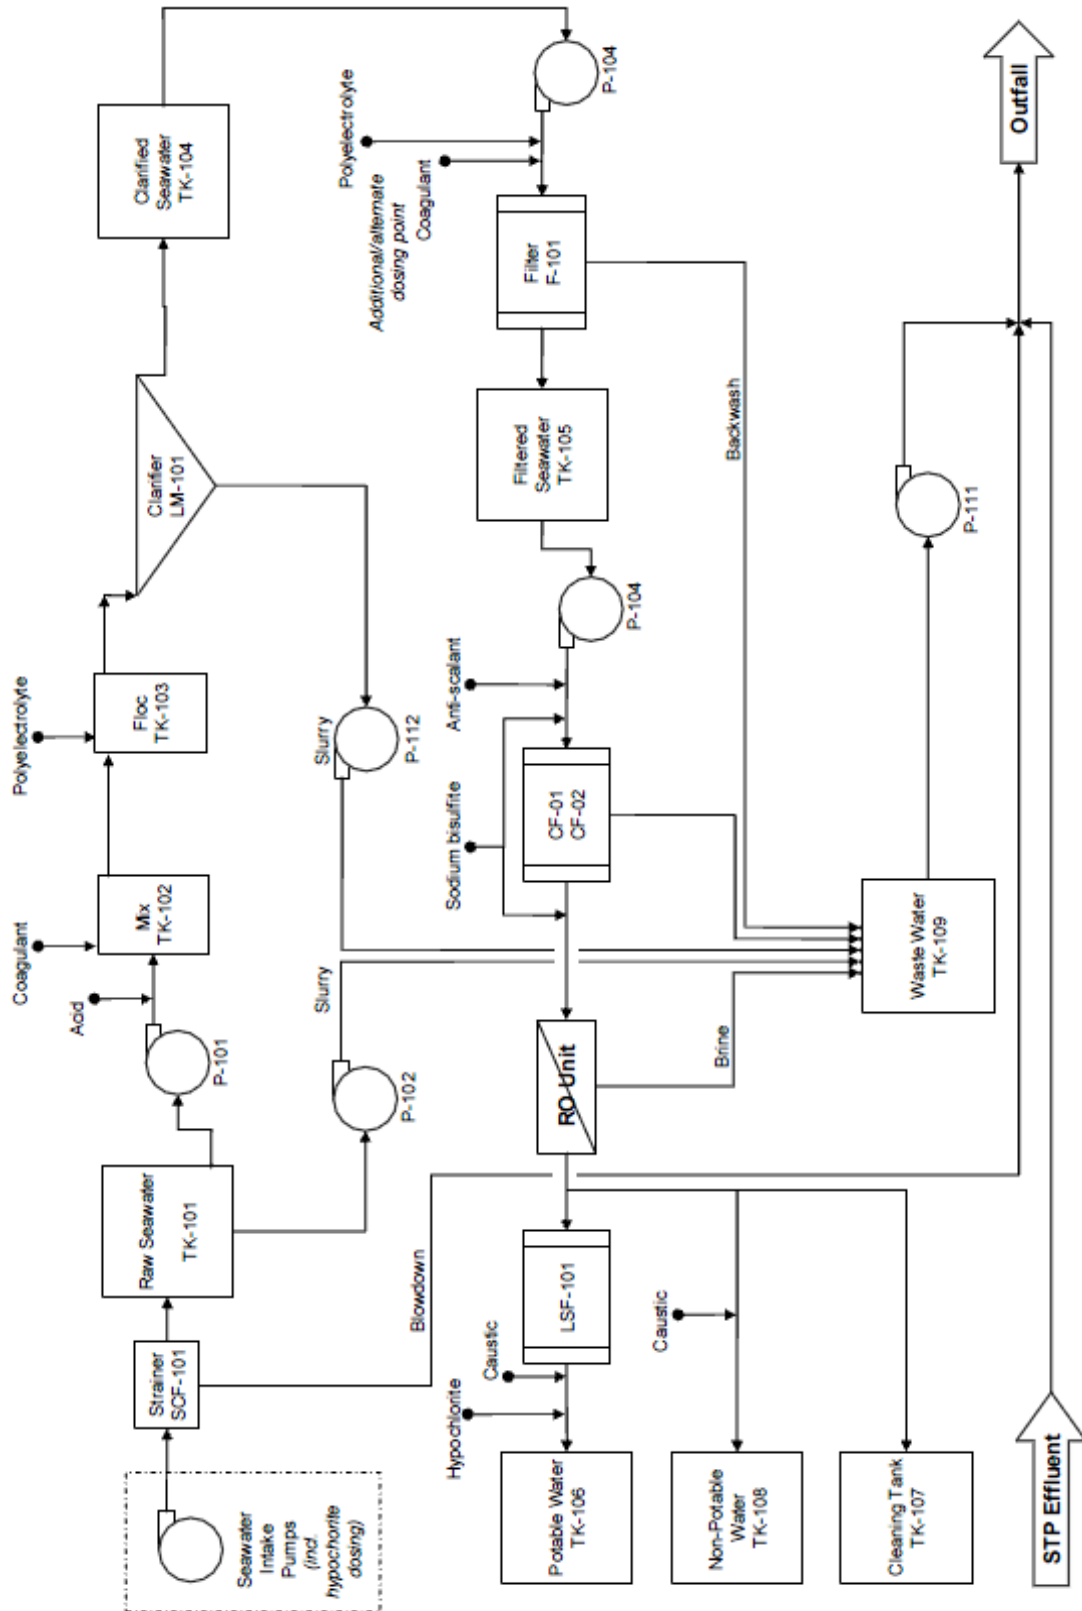 Seawater
Intake
Pumps
(incl.
hypochlorite
dosing)
Strainer
SCF-101
Raw Seawater
TK-101
P-101
Acid
Coagulant
Mix
TK-102
Polyelectrolyte
Floc
TK-103
Clarifier
LM-101
Clarified
Seawater
TK-104
P-102
Slurry
P-112
Slurry
Blowdown
P-104
Polyelectrolyte
Additional/alternate
dosing point
Coagulant
Filter
F-101
Filtered
Seawater
TK-105
P-104
Anti-scalant
Sodium bisulfite
CF-01
CF-02
RO Unit
LSF-101
Caustic
Hypochlorite
Potable Water
TK-106
Caustic
Non-Potable
Water
TK-108
Cleaning Tank
TK-107
Brine
Backwash
Waste Water
TK-109
P-111
STP Effluent
Outfall